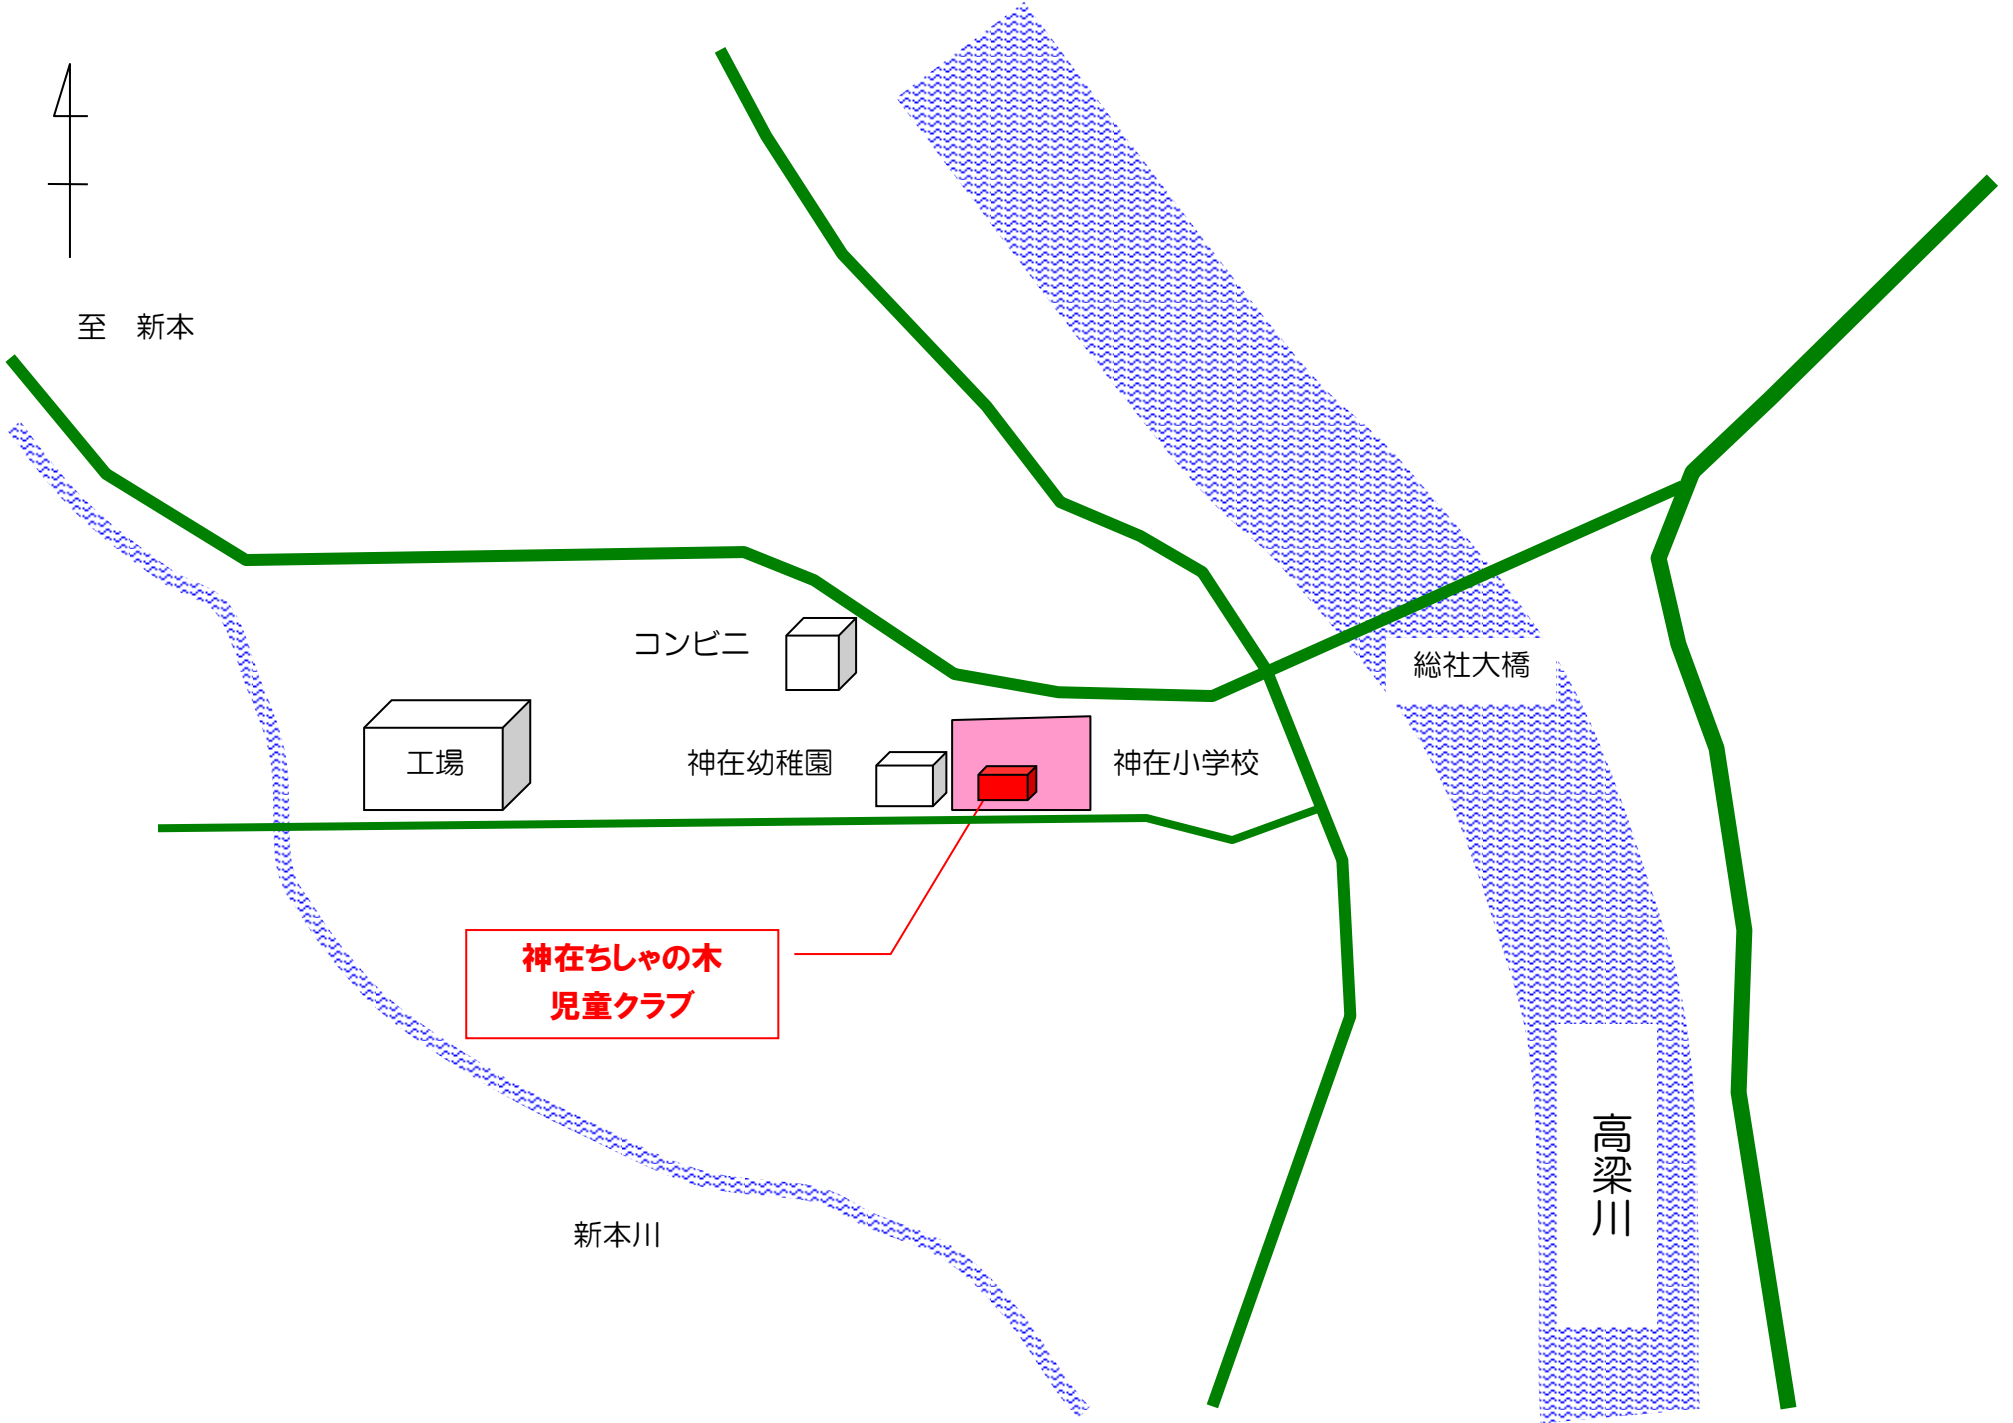 至　新本
コンビニ
総社大橋
工場
神在幼稚園
神在小学校
神在ちしゃの木
児童クラブ
高梁川
新本川